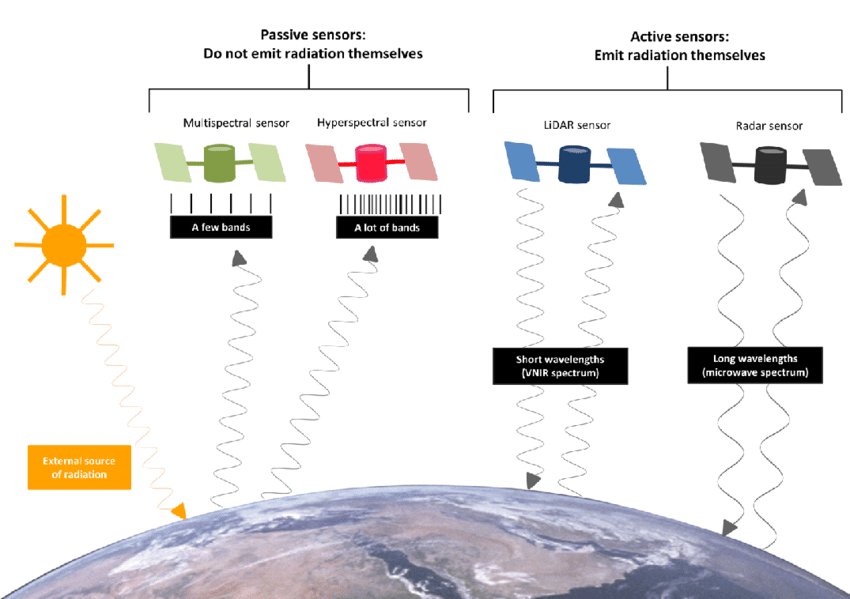 Passive sensors:
Do not emit radiation themselves
Active sensors:
Emit radiation themselves
Multispectral sensor
Hyperspectral sensor
LiDAR sensor
Radar sensor
A few bands
A lot of bands
Short wavelengths
(VNIR spectrum)
Long wavelengths
(microwave spectrum)
External source
of radiation